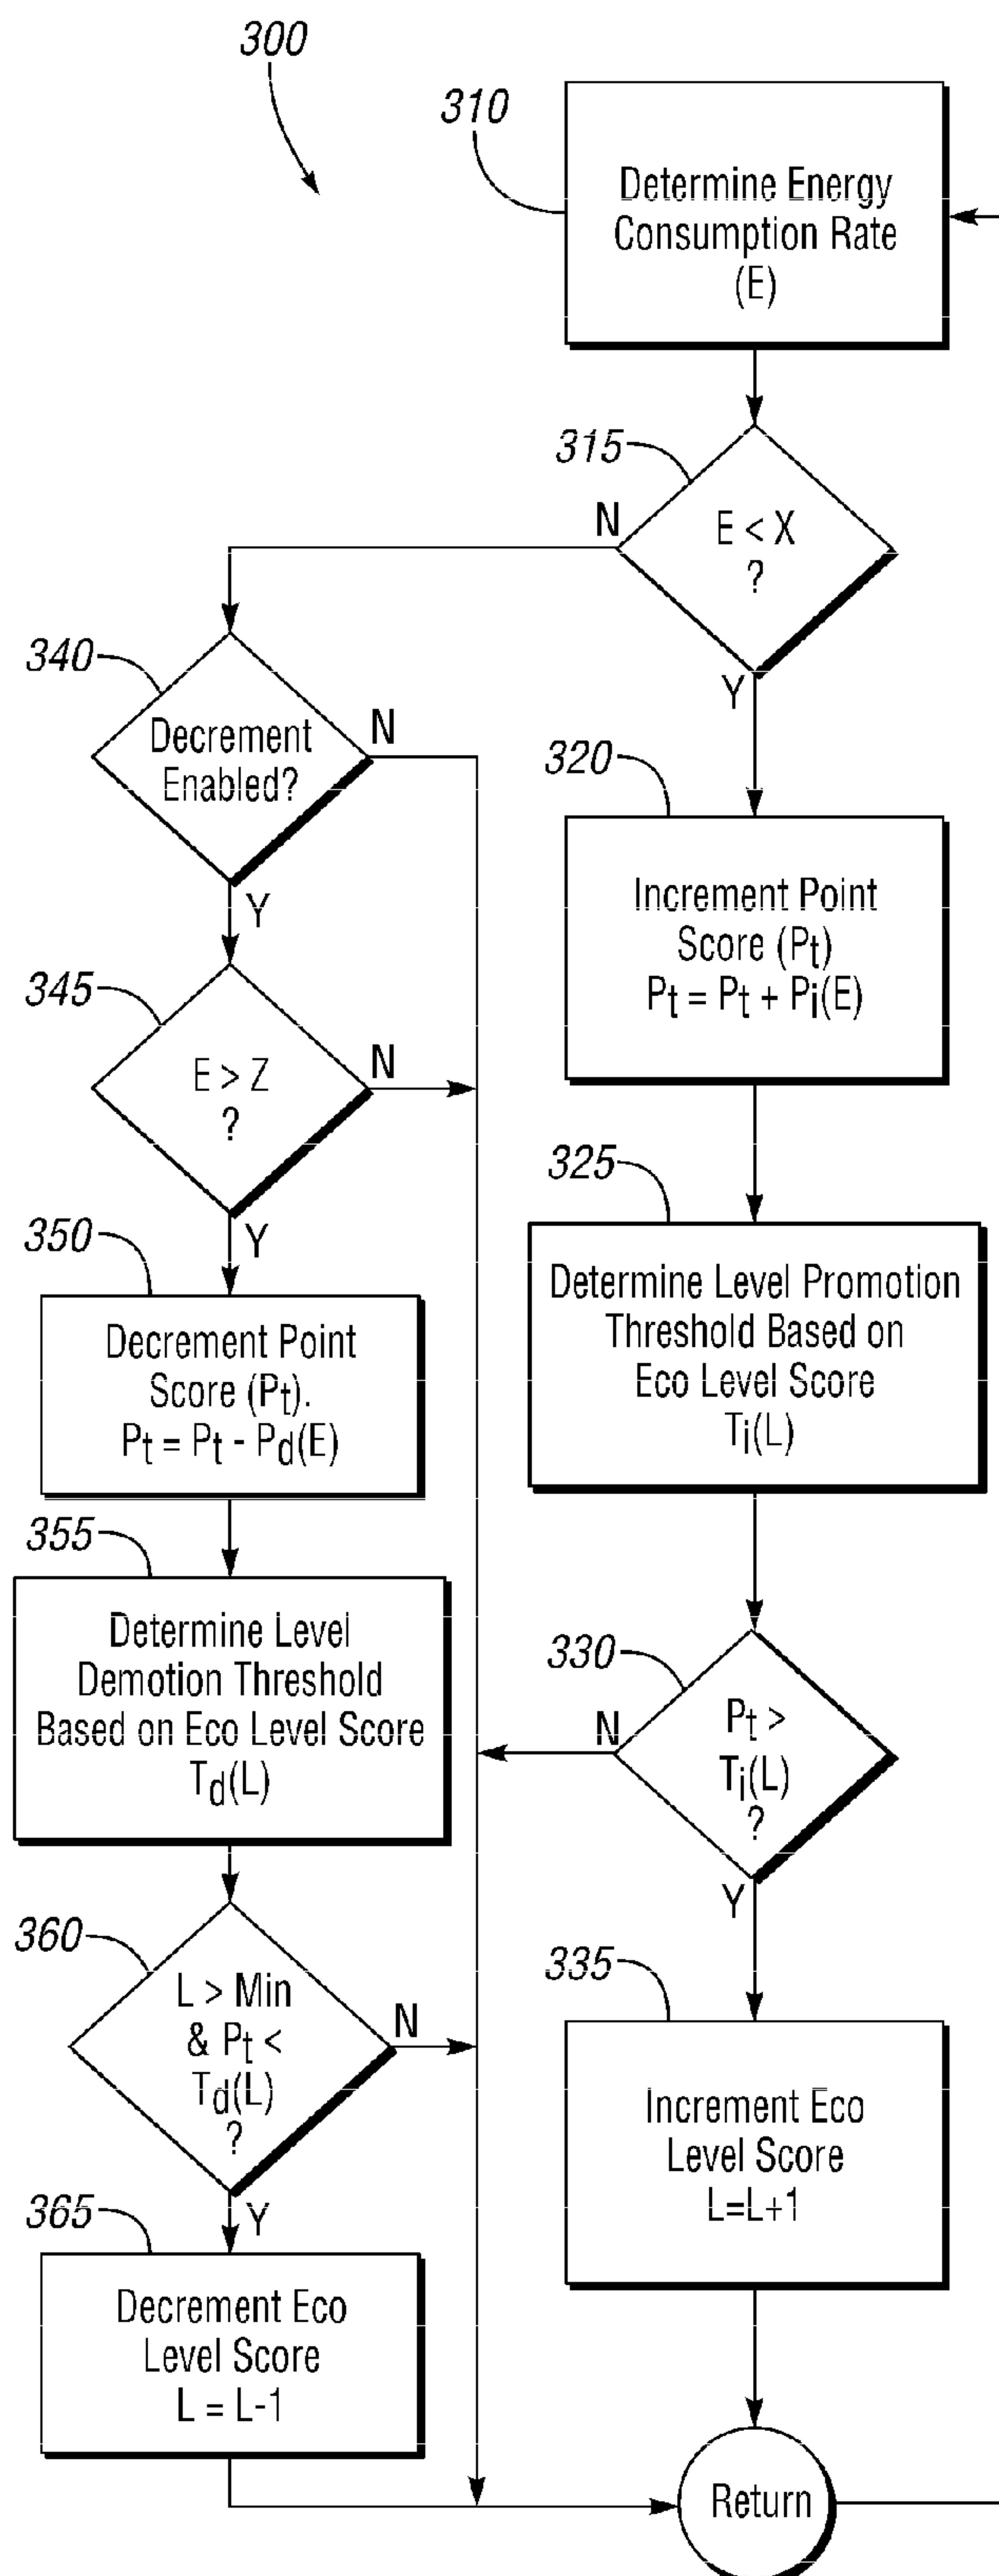 300
310
Determine Energy
Consumption Rate
(E)
315
N
E < X
?
Y
340
Decrement
Enabled?
N
Y
320
Increment Point
Score (Pt)
Pt = Pt + Pi(E)
345
E > Z
?
N
Y
325
Determine Level Promotion
Threshold Based on
Eco Level Score
Ti(L)
350
Decrement Point
Score (Pt).
Pt = Pt - Pd(E)
355
Determine Level
Demotion Threshold
Based on Eco Level Score
Td(L)
330
N
Pt >
Ti(L)
?
Y
360
L > Min
& Pt <
Td(L)
?
N
Y
335
Increment Eco
Level Score
L=L+1
365
Decrement Eco
Level Score
L = L-1
Return